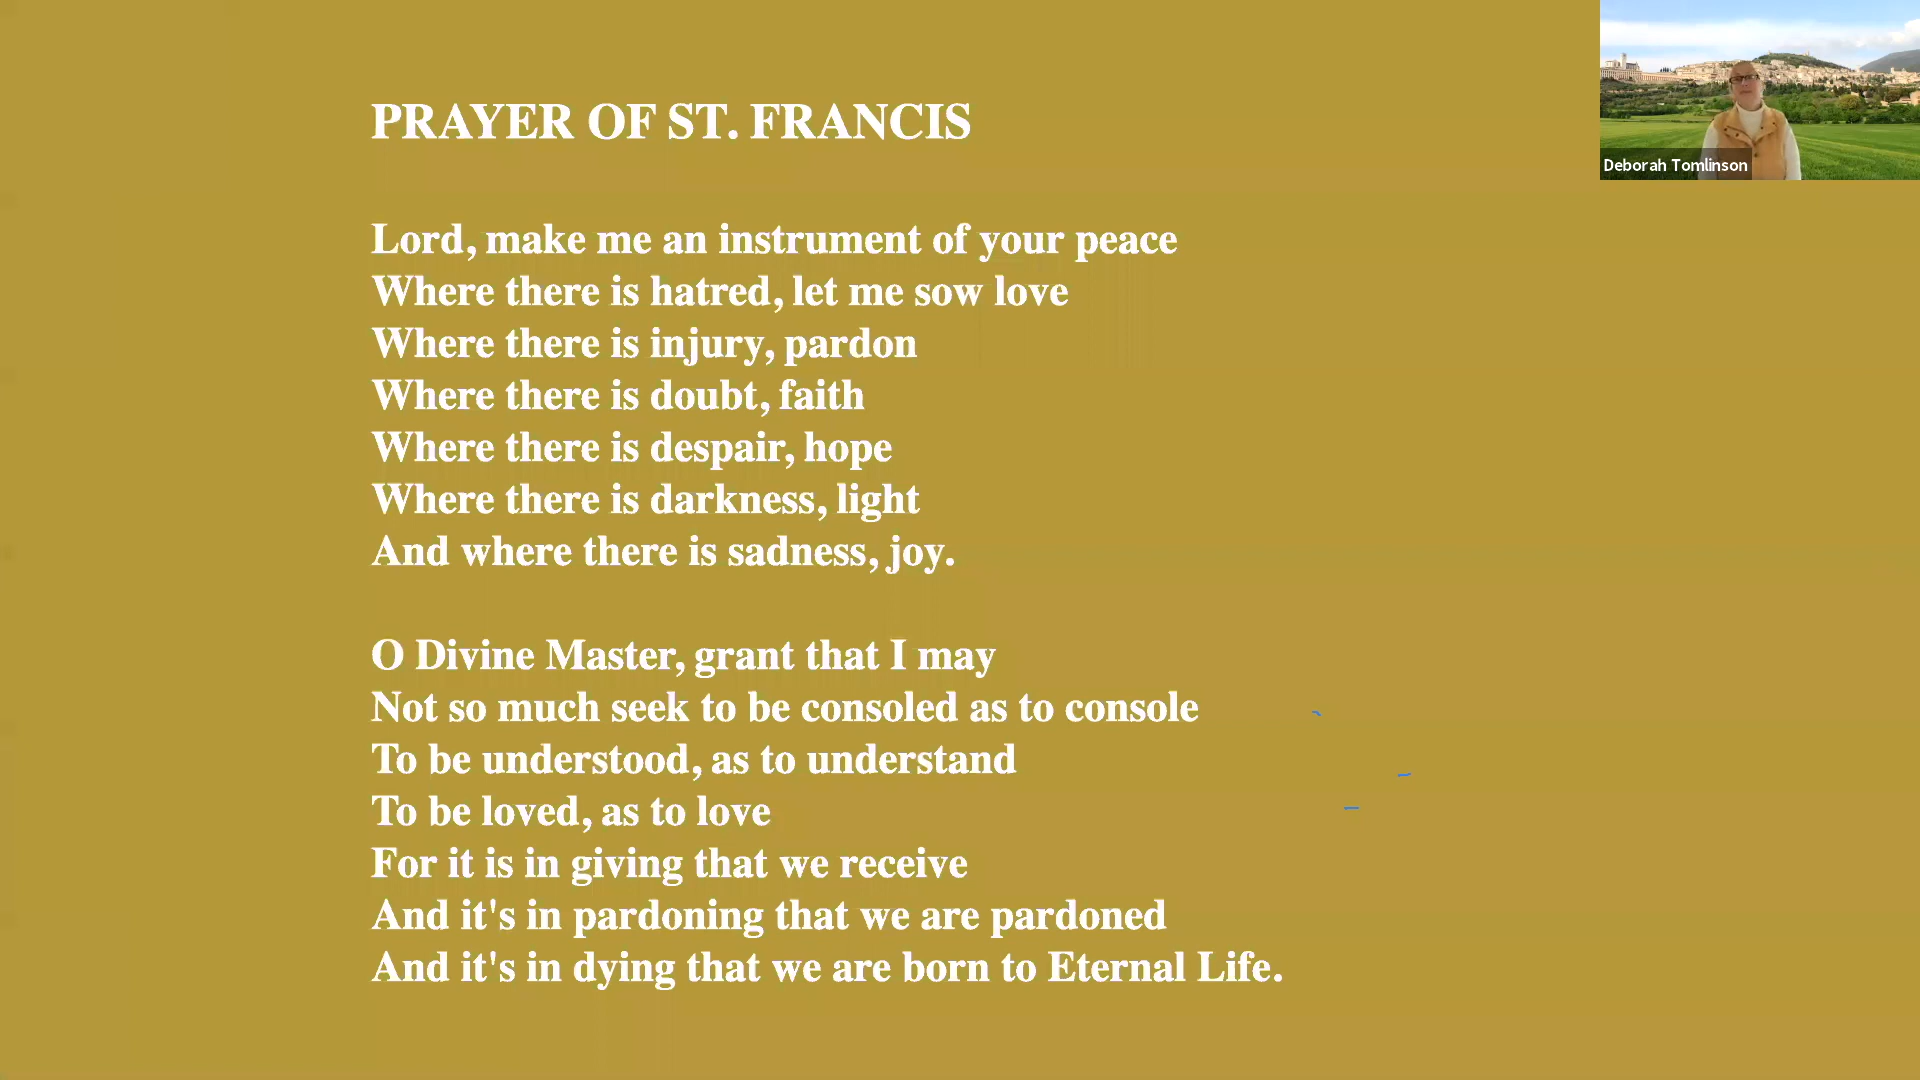 PRAYER OF ST. FRANCIS
Lord, make me an instrument of your peace
Where there is hatred, let me sow love
Where there is injury, pardon
Where there is doubt, faith
Where there is despair, hope
Where there is darkness, light
And where there is sadness, joy.
O Divine Master, grant that I may
Not so much seek to be consoled as to console
To be understood, as to understand
To be loved, as to love
For it is in giving that we receive
And it's in pardoning that we are pardoned
And it's in dying that we are born to Eternal Life.
Deborah Tomlinson